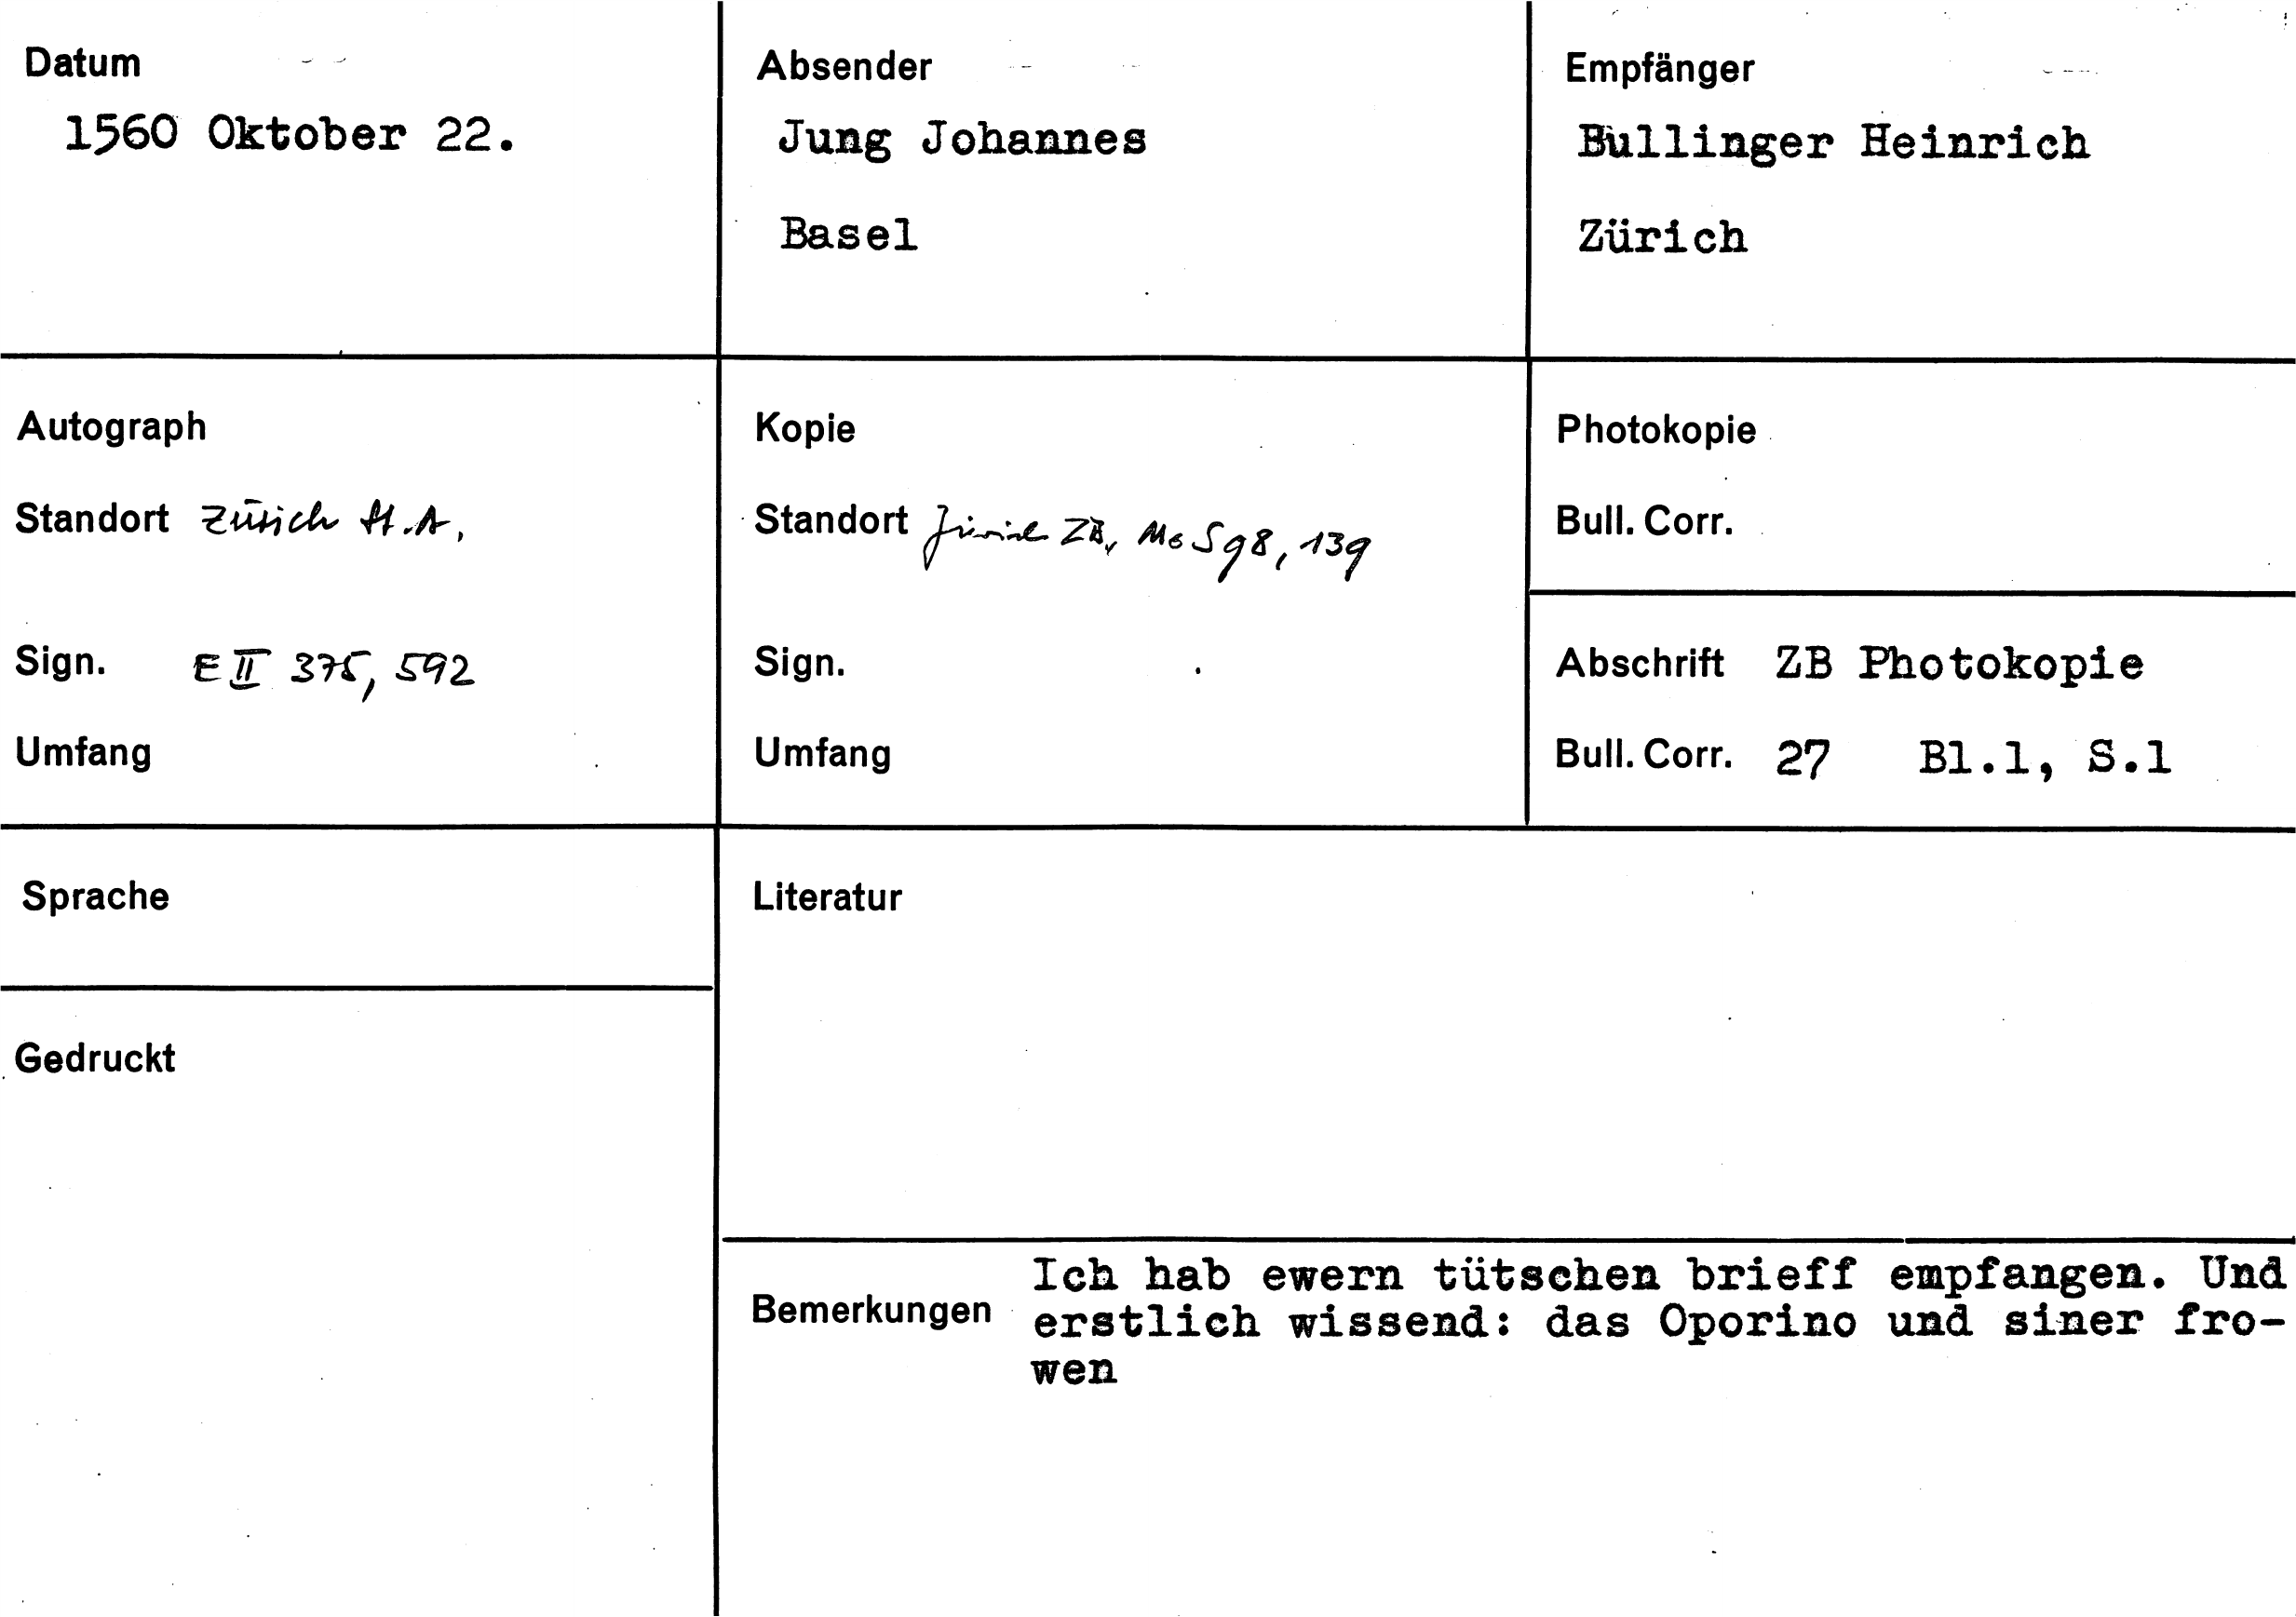 Datum
1560 Oktober 22.
Absender
Jung Johannes
Basel
Empfänger
Bullinger Heinrich
Zürich
Autograph
Standort Zürich St.A.
Sign. E II 375, 592
Umfang
Kopie
Standort Zürich ZB, Ms S 98, 139
Sign.
Umfang
Photokopie
Bull. Corr.
Abschrift ZB Photokopie
Bull. Corr. 27 Bl.1, S.1
Sprache
Gedruckt
Literatur
Bemerkungen
Ich hab ewern tütschen brieff empfangen. Und
erstlich wissend: das Oporino und siner fro-
wen